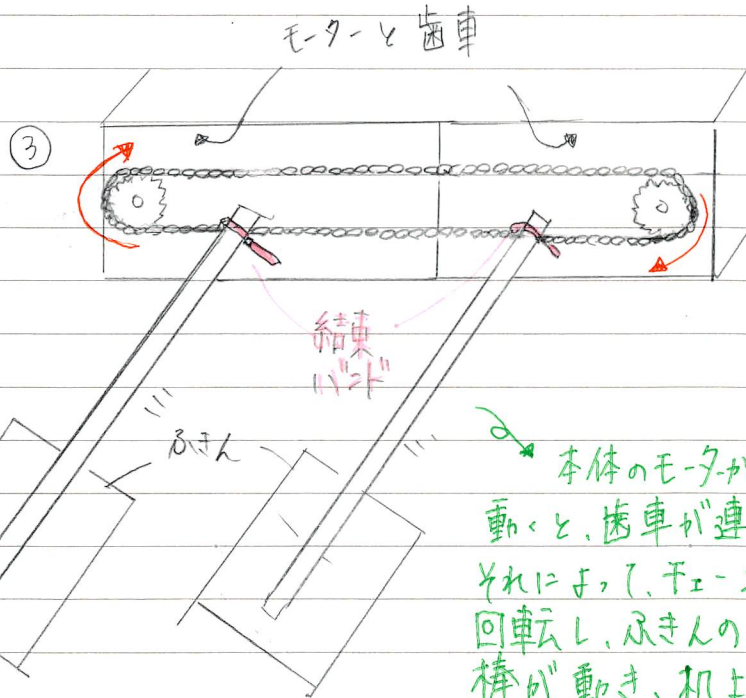 モーターと歯車
③
結束
バンド
ふきん
本体のモータが
動くと、歯車が連
それによって、チェー
回転し、ふきんの
棒が動き、机上